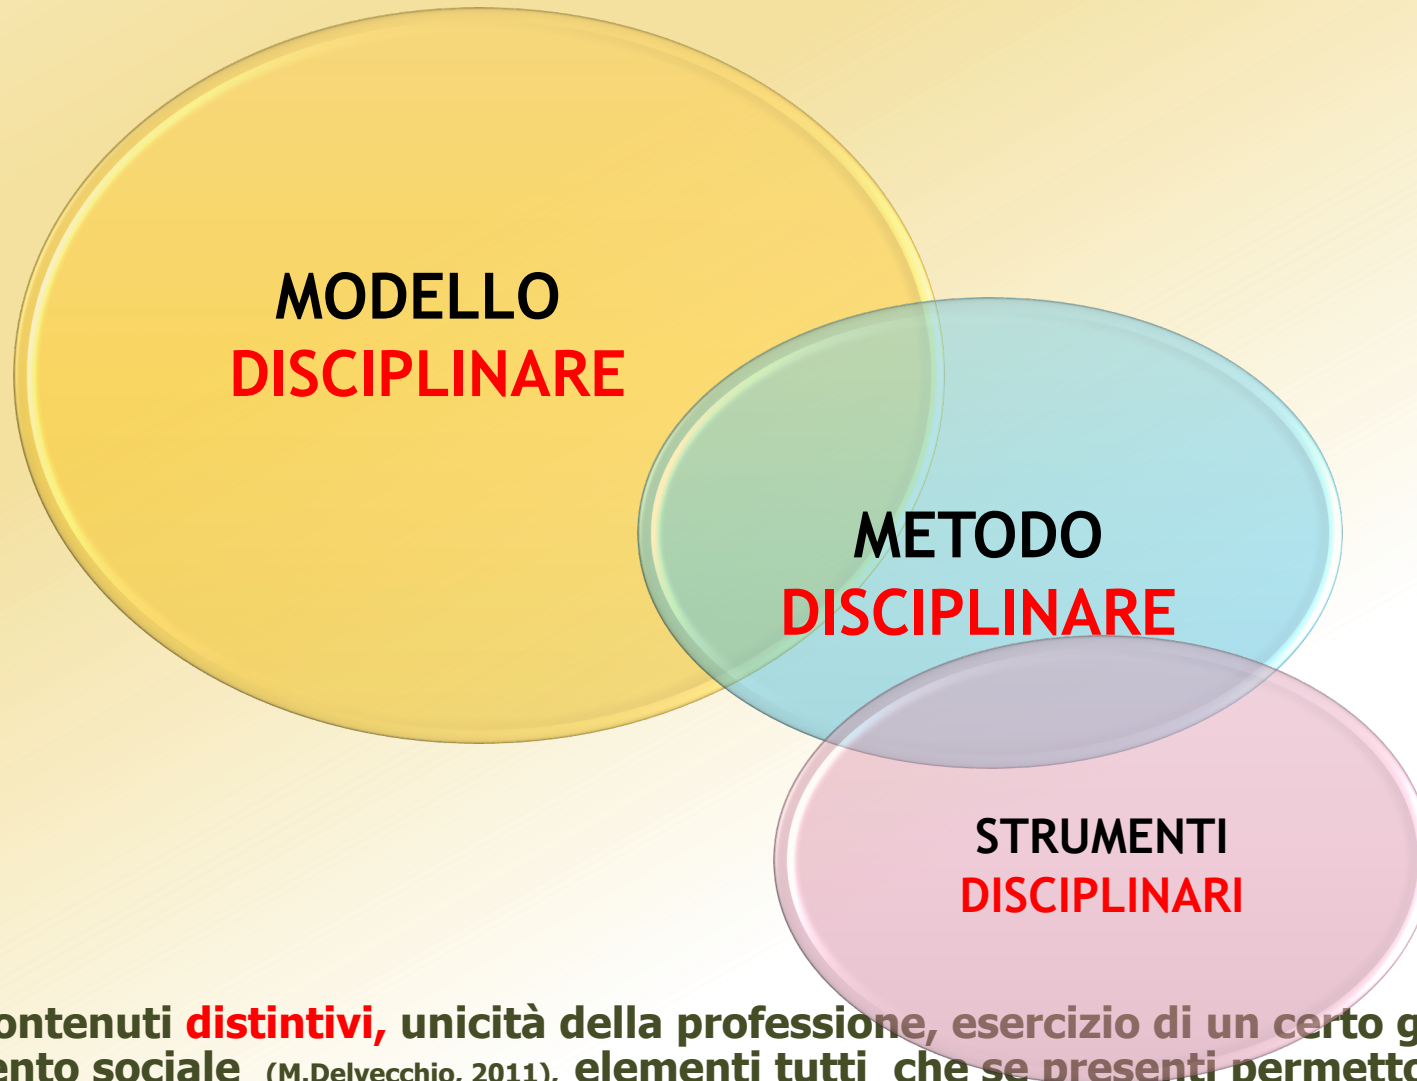 MODELLO
DISCIPLINARE
METODO
DISCIPLINARE
STRUMENTI
DISCIPLINARI
ontenuti distintivi, unicità della professione, esercizio di un certo g
ento sociale (M.Delvecchio, 2011), elementi tutti che se presenti permetto